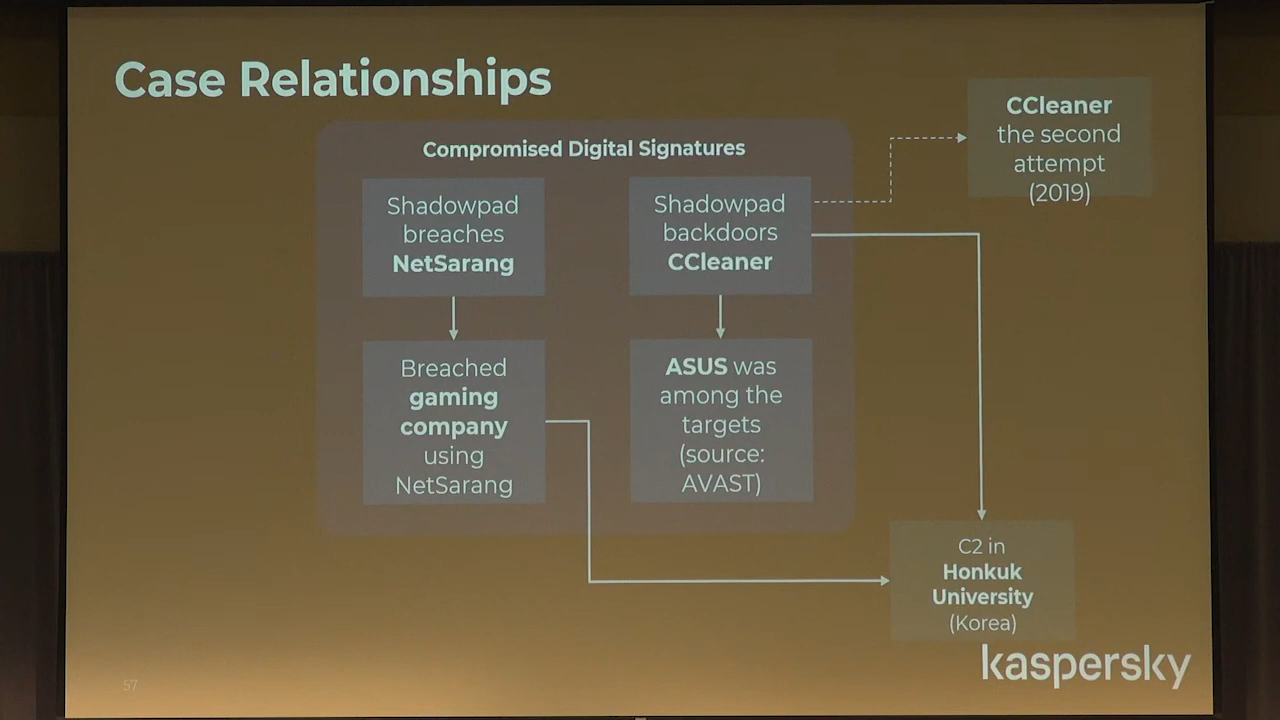 Case Relationships
Compromised Digital Signatures
Shadowpad
breaches
NetSarang
Shadowpad
backdoors
CCleaner
CCleaner
the second
attempt
(2019)
Breached
gaming
company
using
NetSarang
ASUS was
among the
targets
(source:
AVAST)
C2 in
Honkuk
University
(Korea)
kaspersky
57